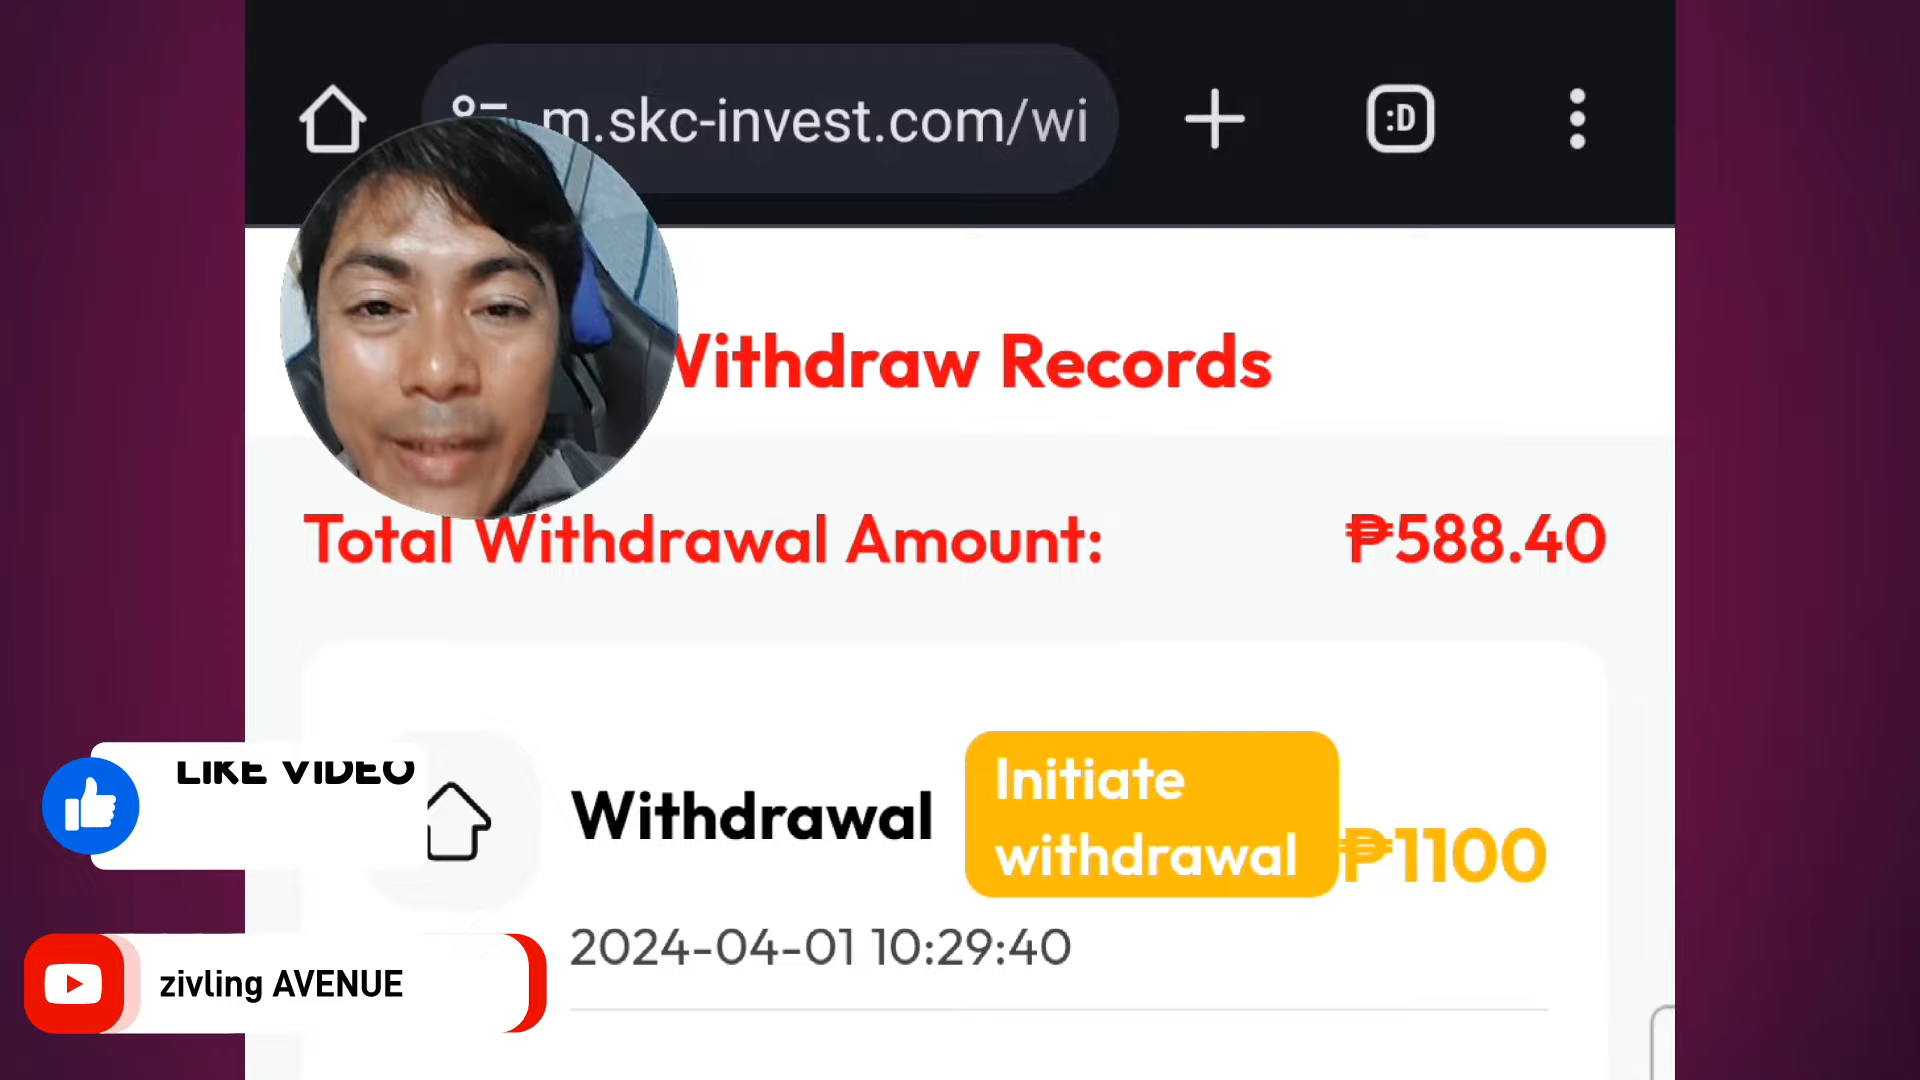 m.skc-invest.com/wi
:D
Withdraw Records
Total Withdrawal Amount: ₱588.40
LIKE VIDEO
Withdrawal
Initiate
withdrawal
₱1100
2024-04-01 10:29:40
zivling AVENUE